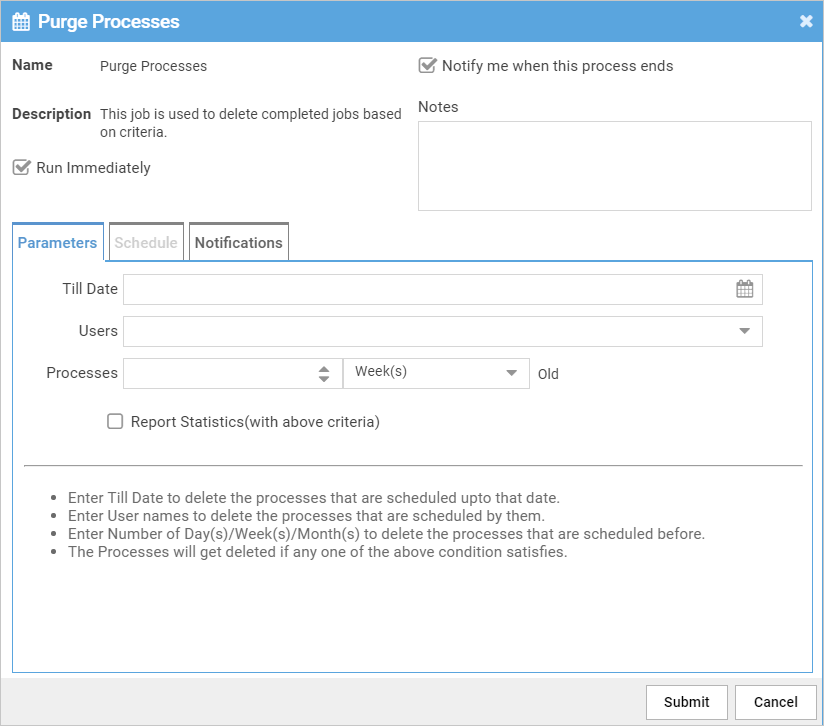 Purge Processes
Name
Purge Processes
Notify me when this process ends
Description
This job is used to delete completed jobs based
on criteria.
Notes
Run Immediately
Parameters
Schedule
Notifications
Till Date
Users
Processes
Week(s)
Old
Report Statistics(with above criteria)
Enter Till Date to delete the processes that are scheduled upto that date.
Enter User names to delete the processes that are scheduled by them.
Enter Number of Day(s)/Week(s)/Month(s) to delete the processes that are scheduled before.
The Processes will get deleted if any one of the above condition satisfies.
Submit
Cancel